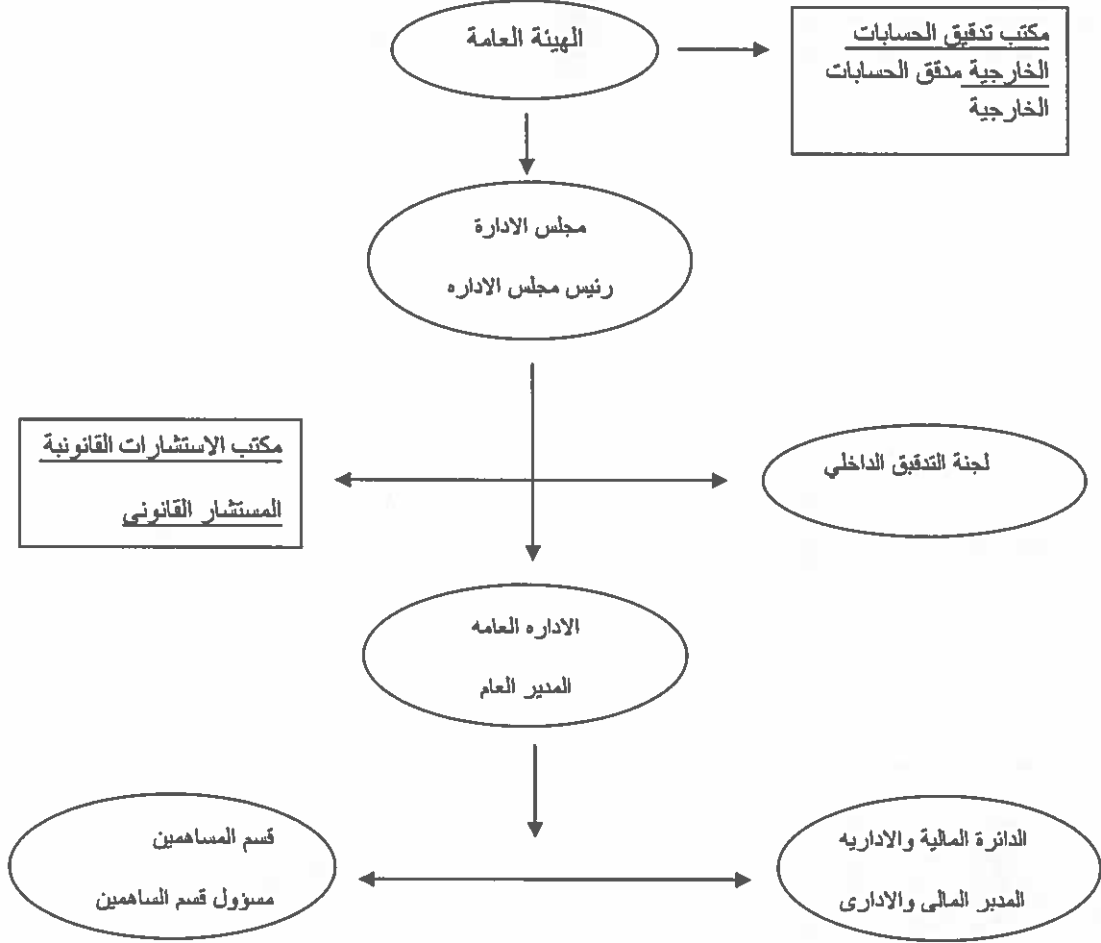 الهيئة العامة
مكتب تدقيق الحسابات
الخارجية مدقق الحسابات
الخارجية
مجلس الادارة
رئيس مجلس الاداره
مكتب الاستشارات القانونية
المستشار القانوني
لجنة التدقيق الداخلي
الاداره العامه
المدير العام
الدائرة المالية والاداريه
المدير المالي والاداري
قسم المساهمين
مسؤول قسم الساهمين